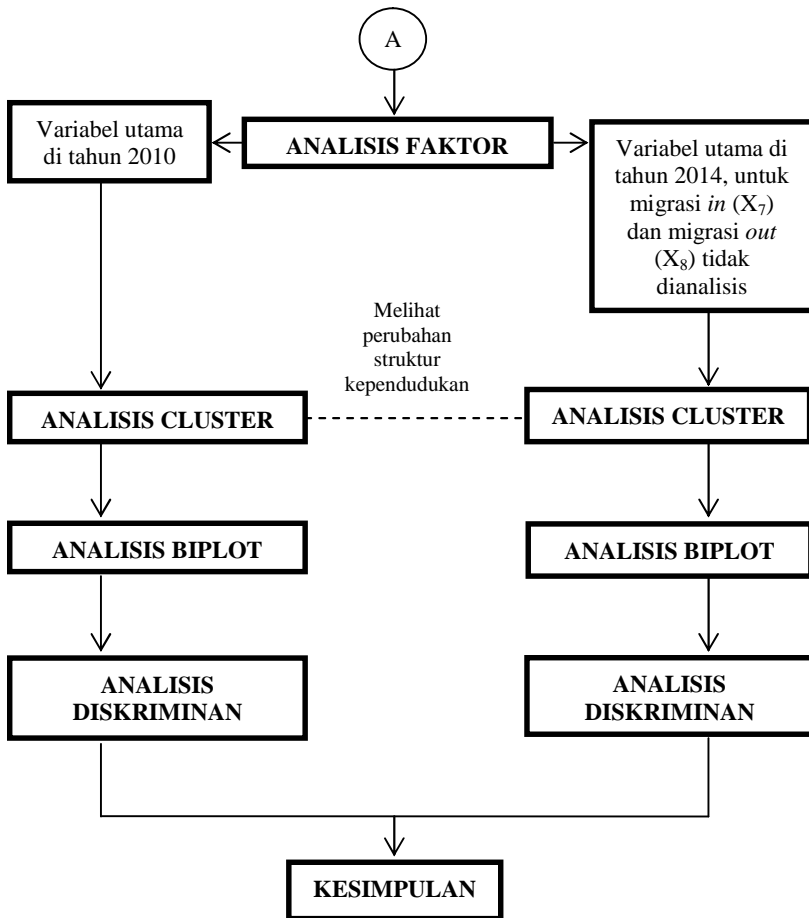 A
ANALISIS FAKTOR
Variabel utama
di tahun 2010
Variabel utama di
tahun 2014, untuk
migrasi in (X₇)
dan migrasi out
(X₈) tidak
dianalisis
Melihat
perubahan
struktur
kependudukan
ANALISIS CLUSTER
ANALISIS CLUSTER
ANALISIS BIPLOT
ANALISIS BIPLOT
ANALISIS
DISKRIMINAN
ANALISIS
DISKRIMINAN
KESIMPULAN